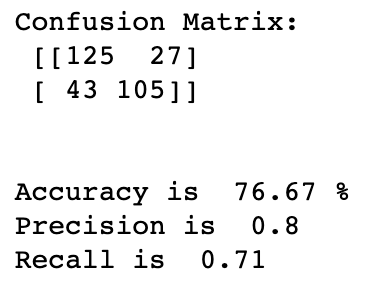 Confusion Matrix:
[[125  27]
[ 43 105]]
Accuracy is  76.67 %
Precision is  0.8
Recall is  0.71